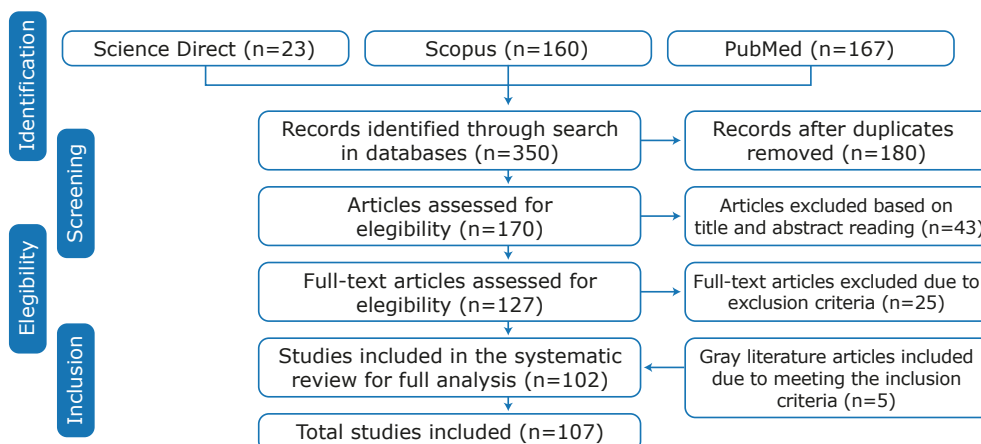 Identification
Science Direct (n=23)
Scopus (n=160)
PubMed (n=167)
Records identified through search
in databases (n=350)
Records after duplicates
removed (n=180)
Screening
Articles assessed for
elegibility (n=170)
Articles excluded based on
title and abstract reading (n=43)
Elegibility
Full-text articles assessed for
elegibility (n=127)
Full-text articles excluded due to
exclusion criteria (n=25)
Inclusion
Studies included in the systematic
review for full analysis (n=102)
Gray literature articles included
due to meeting the inclusion
criteria (n=5)
Total studies included (n=107)